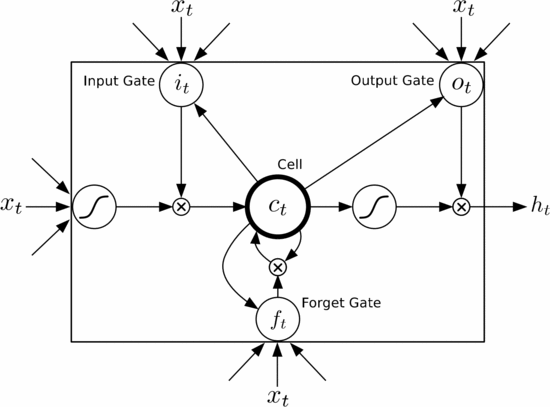 x_t x_t
Input Gate i_t Output Gate o_t
Cell
x_t × c_t × h_t
×
f_t Forget Gate
x_t